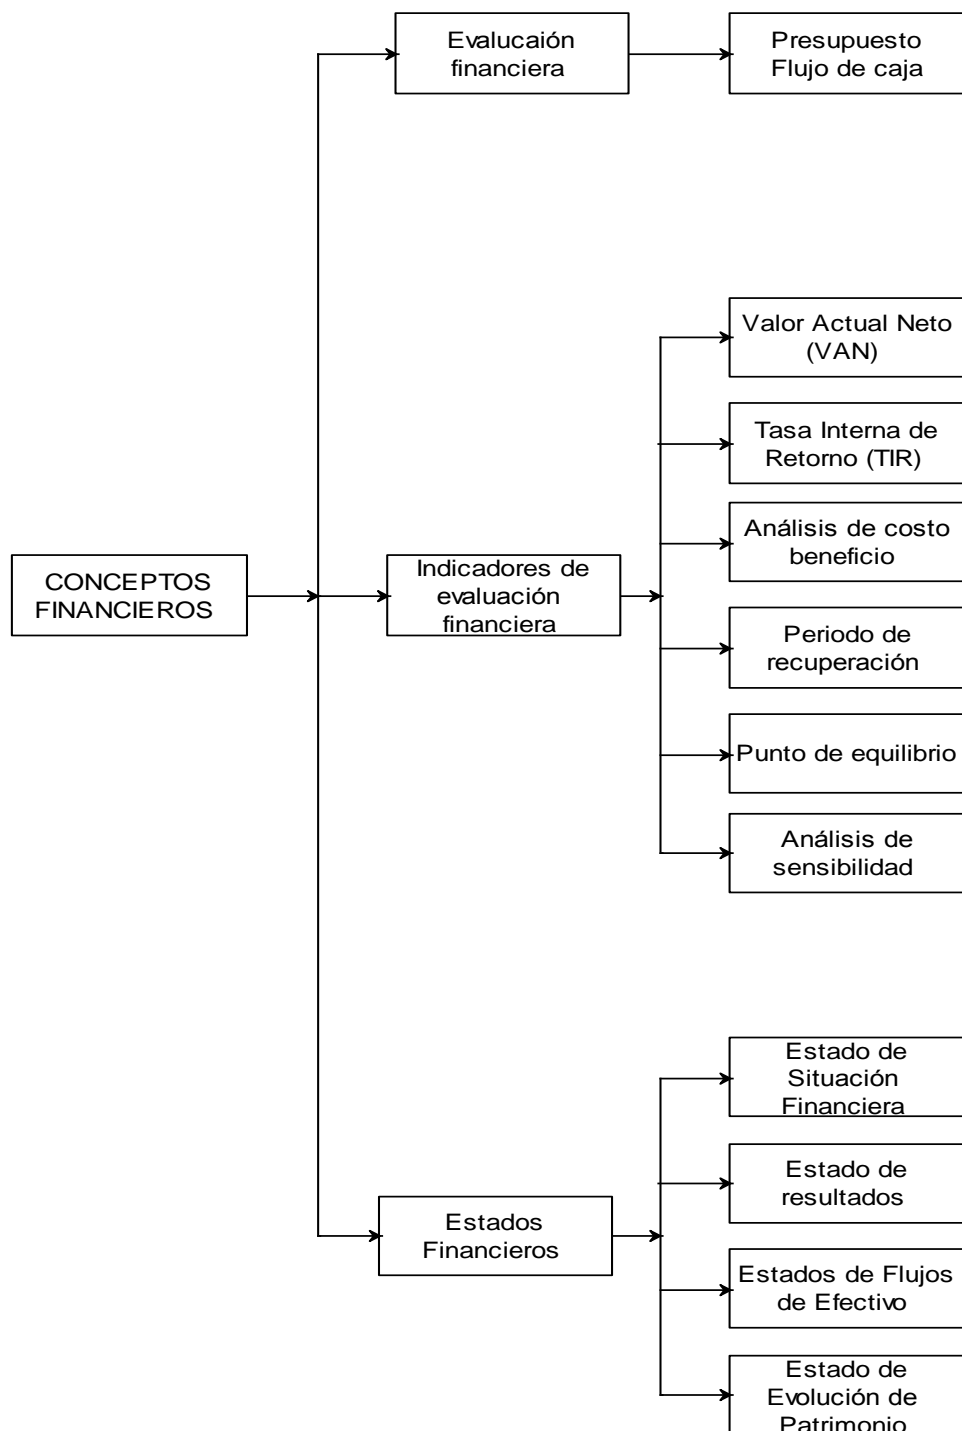 Evalucaión
financiera
Presupuesto
Flujo de caja
Valor Actual Neto
(VAN)
Tasa Interna de
Retorno (TIR)
Análisis de costo
beneficio
CONCEPTOS
FINANCIEROS
Indicadores de
evaluación
financiera
Periodo de
recuperación
Punto de equilibrio
Análisis de
sensibilidad
Estado de
Situación
Financiera
Estado de
resultados
Estados
Financieros
Estados de Flujos
de Efectivo
Estado de
Evolución de
Patrimonio